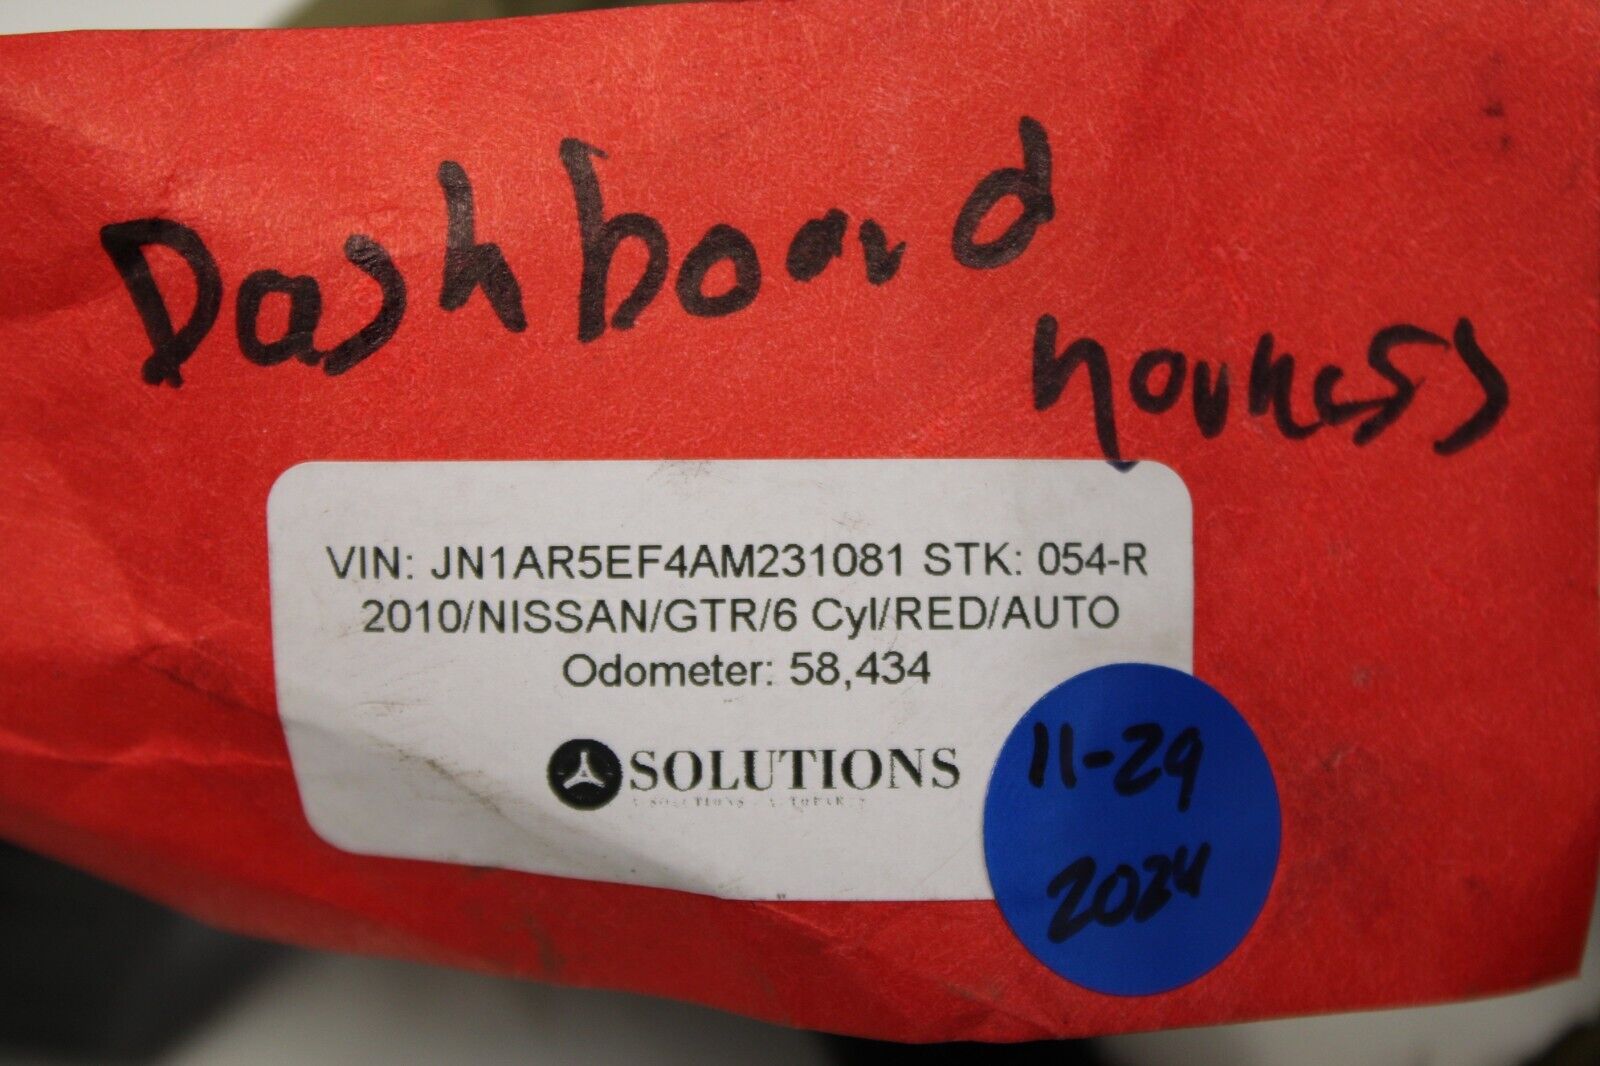 Dashboard
harness
VIN: JN1AR5EF4AM231081 STK: 054-R
2010/NISSAN/GTR/6 Cyl/RED/AUTO
Odometer: 58,434
SOLUTIONS
11-29
2024